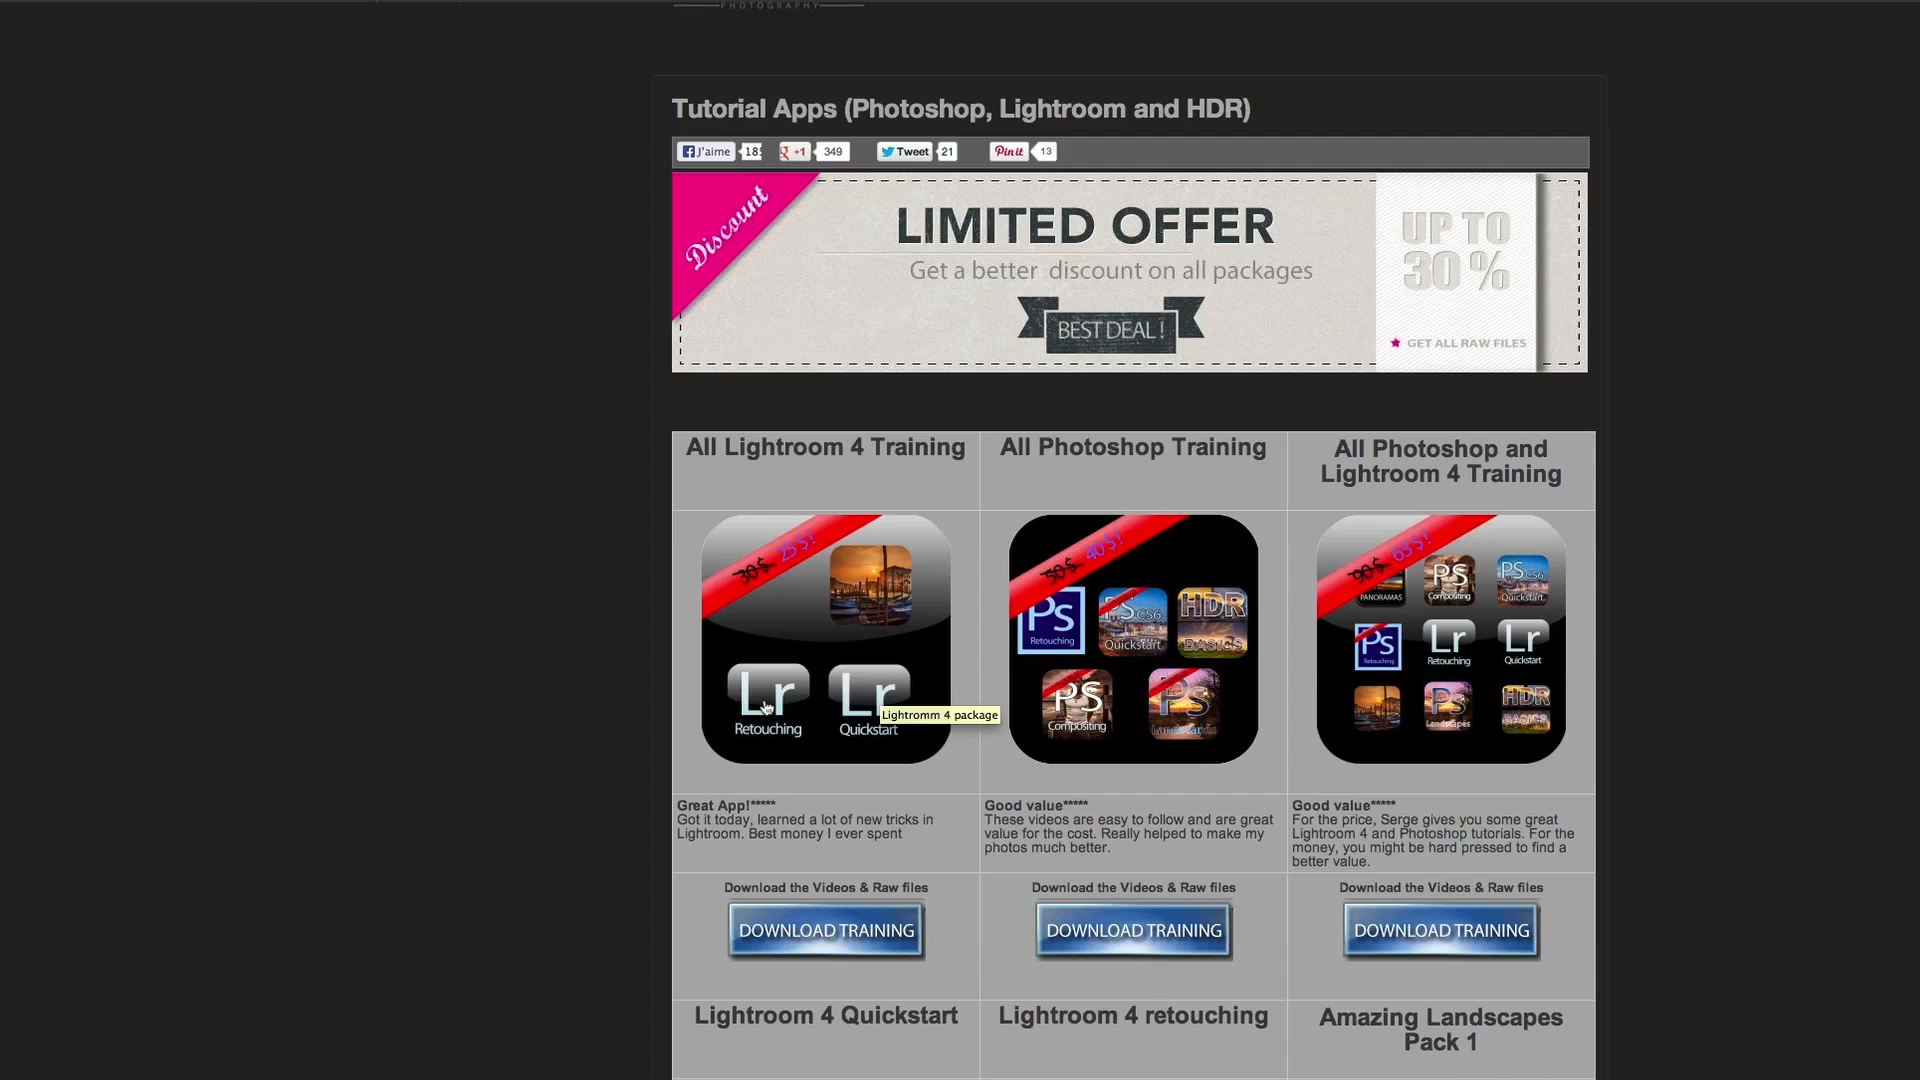 PHOTOGRAPHY
Tutorial Apps (Photoshop, Lightroom and HDR)
J'aime 185 +1 349 Tweet 21 Pinit 13
Discount
LIMITED OFFER
Get a better discount on all packages
BEST DEAL!
UP TO
30 %
GET ALL RAW FILES
All Lightroom 4 Training
All Photoshop Training
All Photoshop and
Lightroom 4 Training
30$ 25$!
Lr Retouching
Lr Quickstart
Lightromm 4 package
50$ 40$!
Ps Retouching
PS CS6 Quickstart
HDR BASICS
PS Compositing
Ps Landscapes
90$ 63$!
PANORAMAS
PS Compositing
PS CS6 Quickstart
Ps Retouching
Lr Retouching
Lr Quickstart
Ps Landscapes
HDR BASICS
Great App!*****
Got it today, learned a lot of new tricks in
Lightroom. Best money I ever spent
Good value*****
These videos are easy to follow and are great
value for the cost. Really helped to make my
photos much better.
Good value*****
For the price, Serge gives you some great
Lightroom 4 and Photoshop tutorials. For the
money, you might be hard pressed to find a
better value.
Download the Videos & Raw files
DOWNLOAD TRAINING
Download the Videos & Raw files
DOWNLOAD TRAINING
Download the Videos & Raw files
DOWNLOAD TRAINING
Lightroom 4 Quickstart
Lightroom 4 retouching
Amazing Landscapes
Pack 1